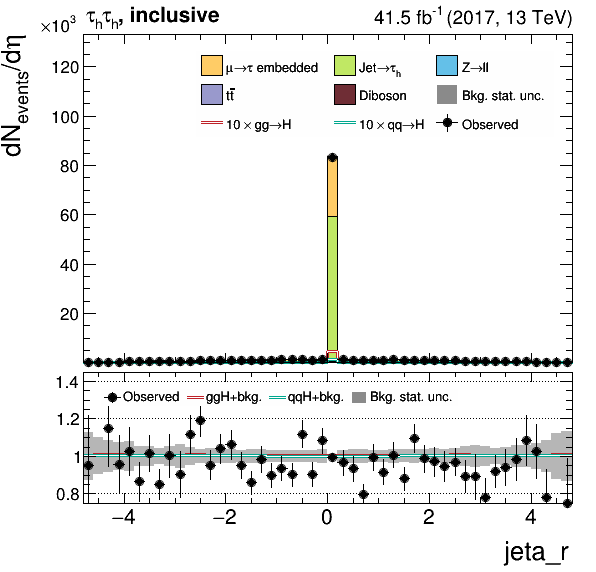 ×10³ τₕτₕ, inclusive 41.5 fb⁻¹ (2017, 13 TeV)
dN_events/dη
μ→τ embedded Jet→τₕ Z→ll
tt̄ Diboson Bkg. stat. unc.
10 × gg→H 10 × qq→H Observed
120
100
80
60
40
20
1.4
Observed ggH+bkg. qqH+bkg. Bkg. stat. unc.
1.2
1
0.8
−4 −2 0 2 4
jeta_r